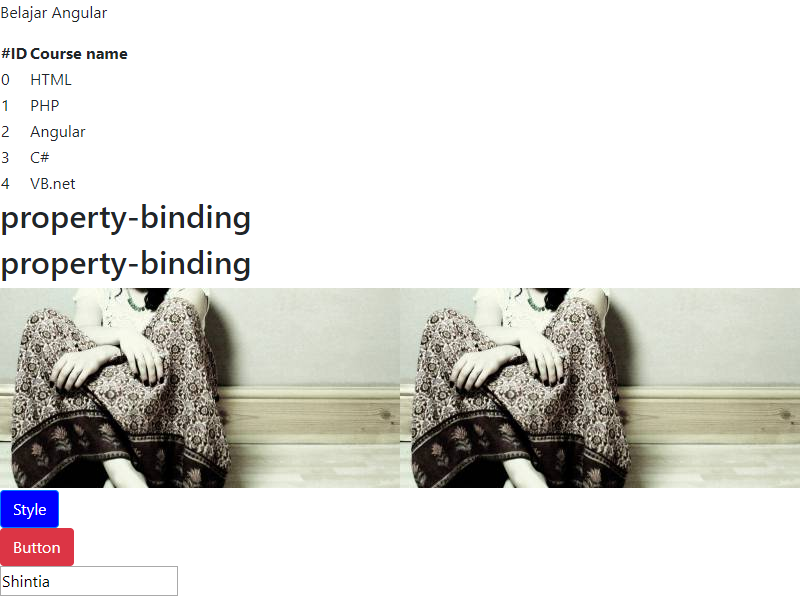 Belajar Angular
#ID Course name
0 HTML
1 PHP
2 Angular
3 C#
4 VB.net
property-binding
property-binding
Style
Button
Shintia